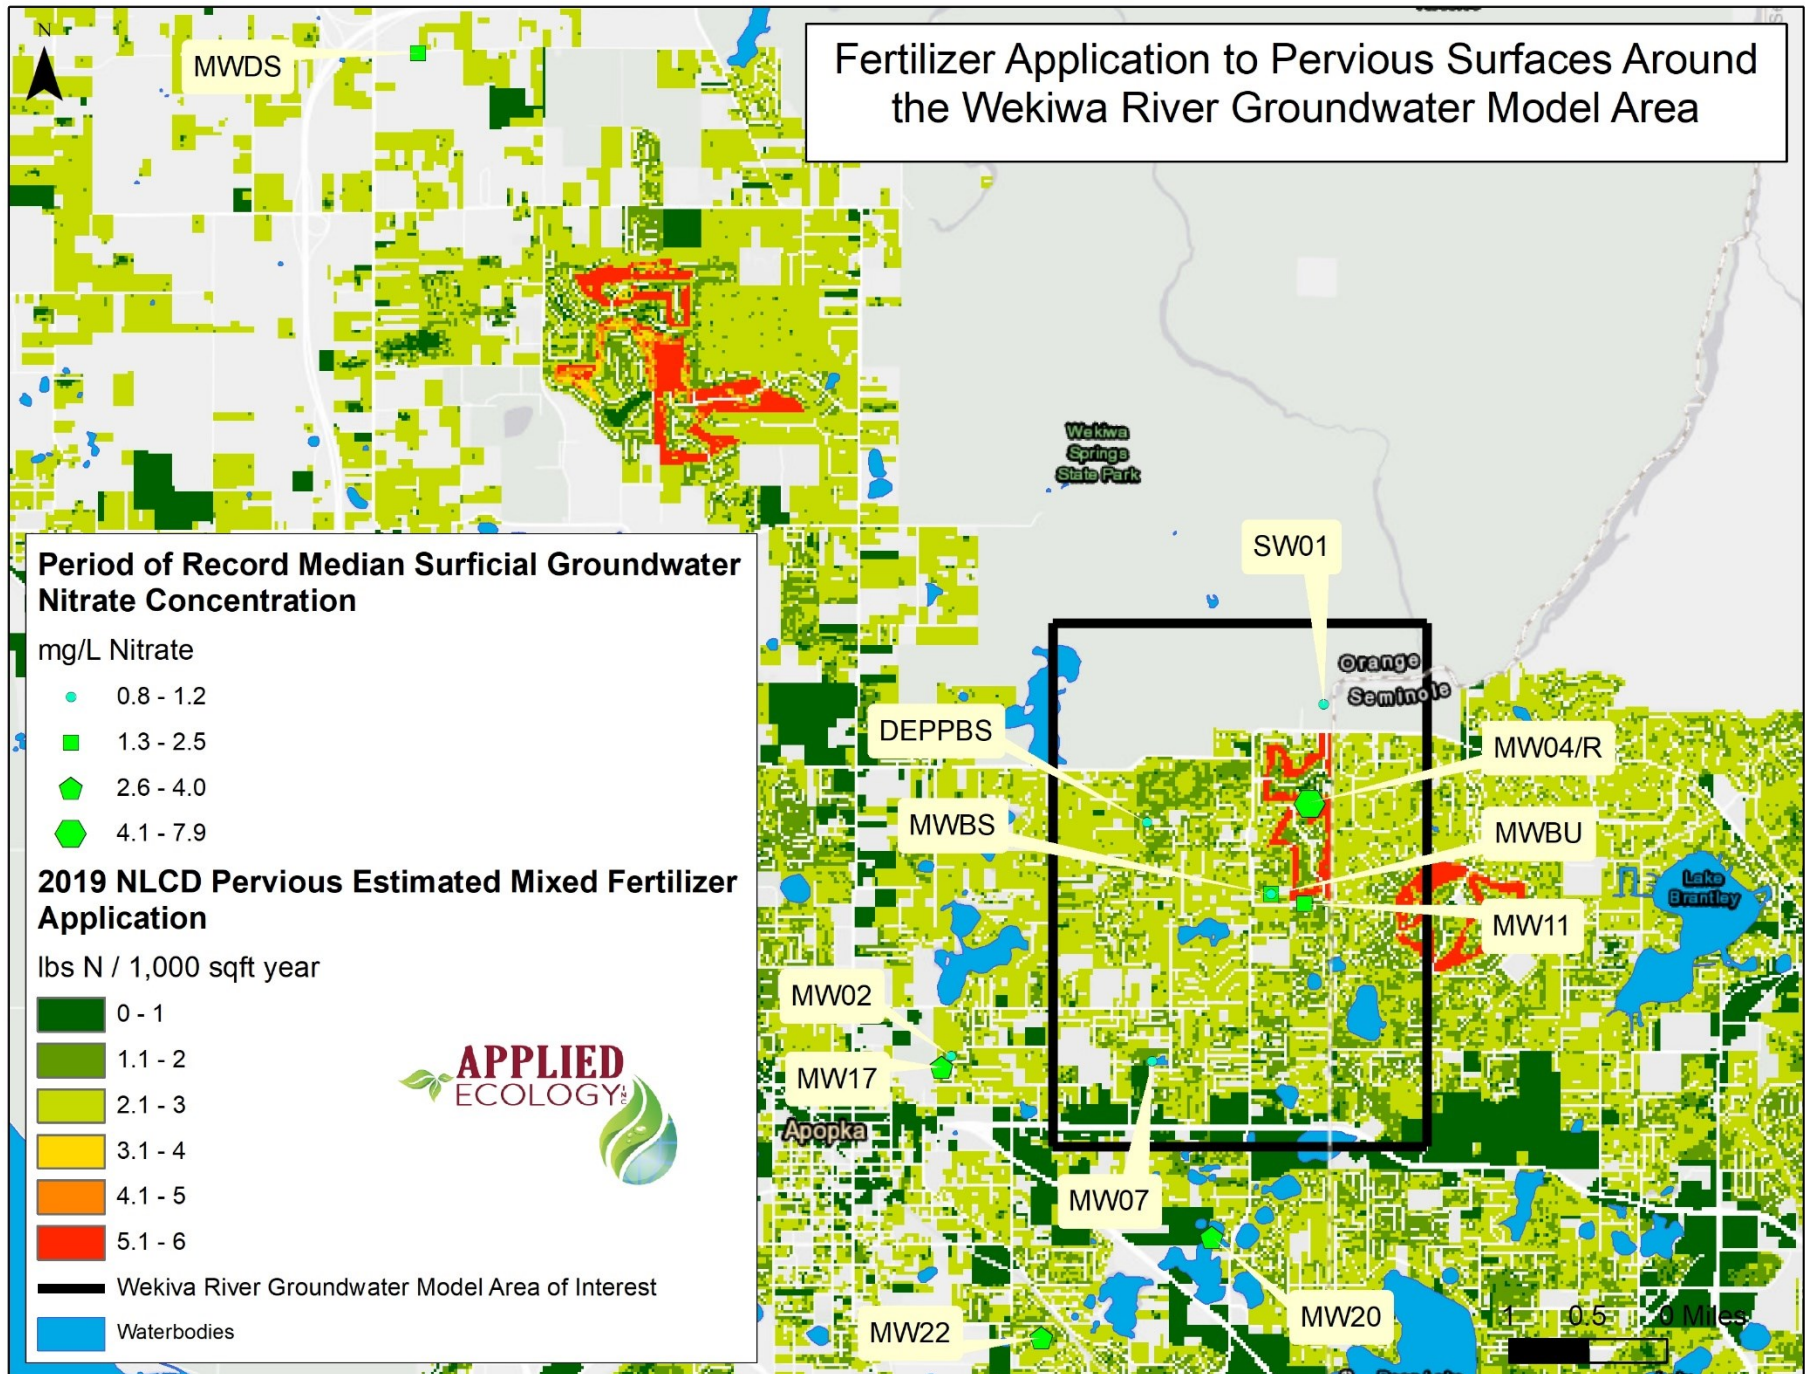 N
MWDS
Fertilizer Application to Pervious Surfaces Around
the Wekiwa River Groundwater Model Area
Wekiwa
Springs
State Park
SW01
Period of Record Median Surficial Groundwater
Nitrate Concentration
mg/L Nitrate
0.8 - 1.2
1.3 - 2.5
2.6 - 4.0
4.1 - 7.9
2019 NLCD Pervious Estimated Mixed Fertilizer
Application
lbs N / 1,000 sqft year
0 - 1
1.1 - 2
2.1 - 3
3.1 - 4
4.1 - 5
5.1 - 6
Wekiva River Groundwater Model Area of Interest
Waterbodies
APPLIED
ECOLOGY INC
Orange
Seminole
DEPPBS
MW04/R
MWBS
MWBU
Lake
Brantley
MW11
MW02
MW17
Apopka
MW07
MW20
MW22
1 0.5 0 Miles